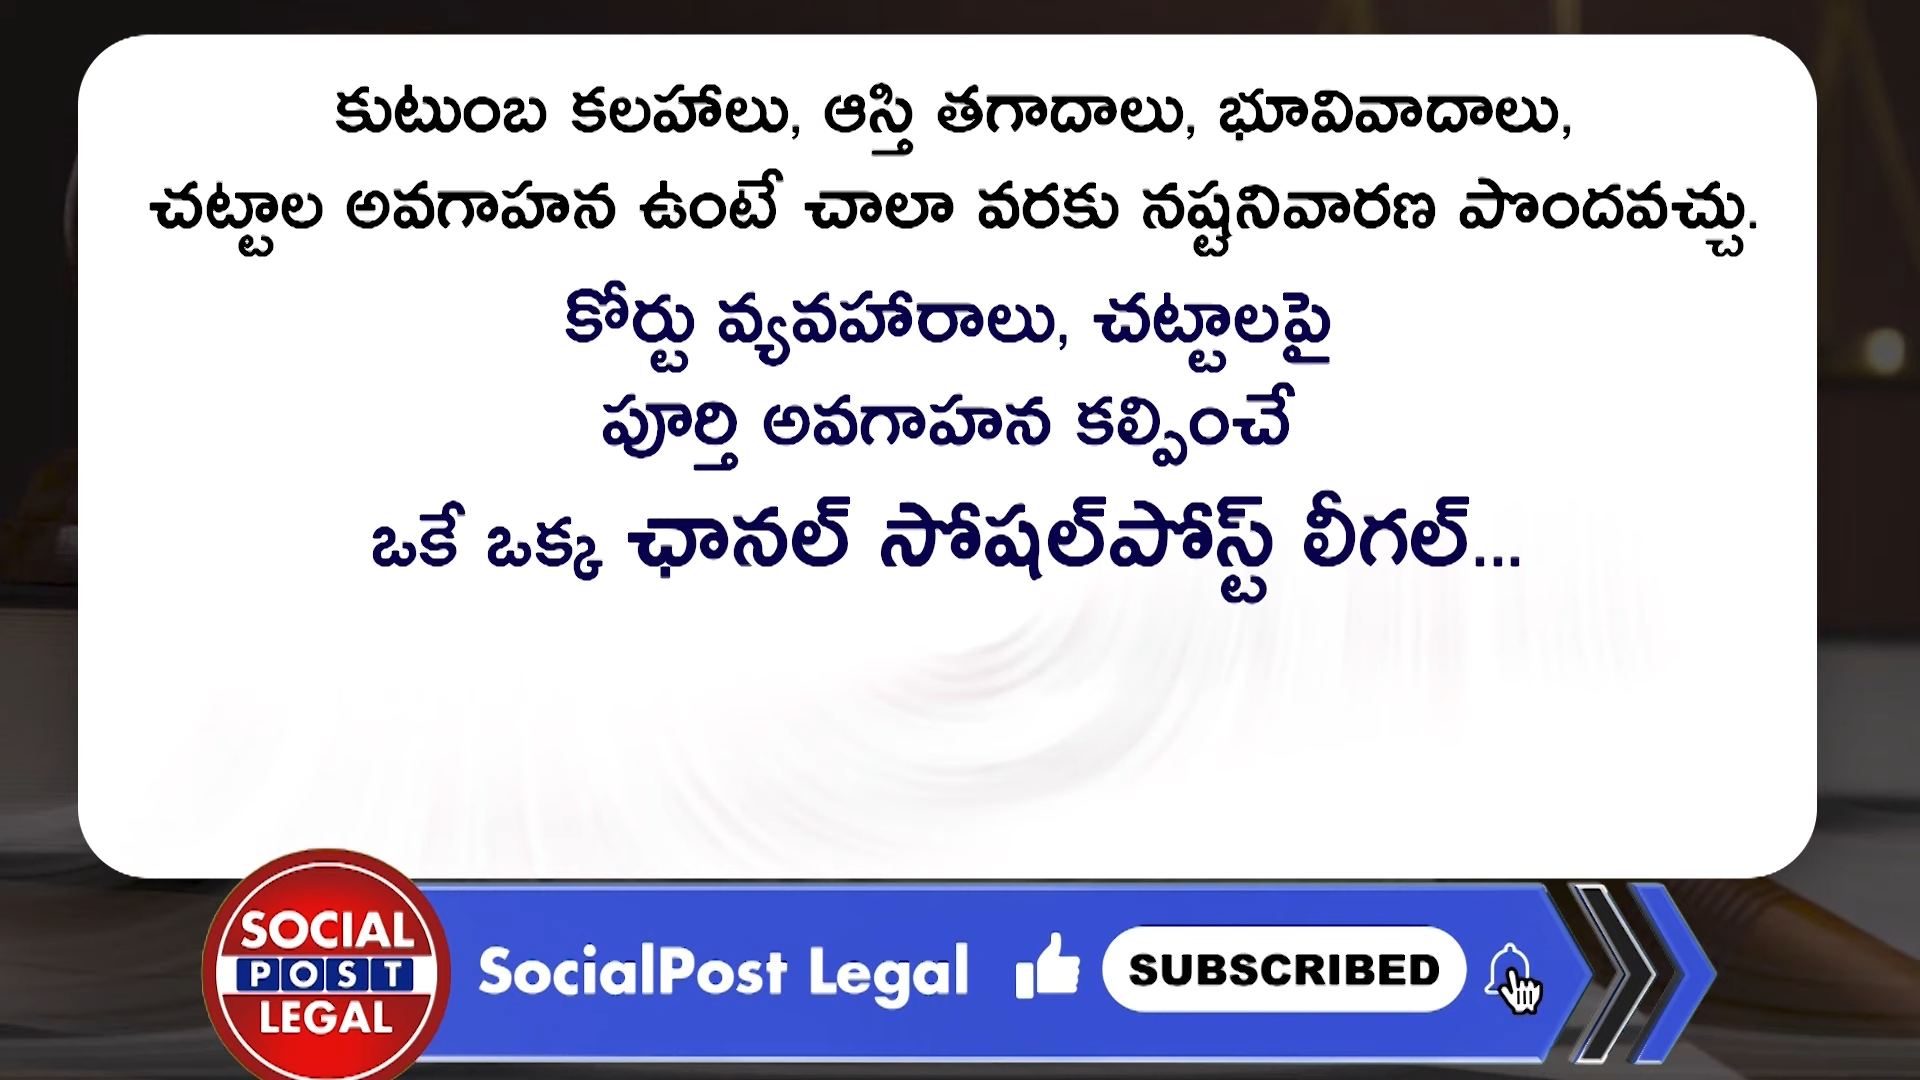 కుటుంబ కలహాలు, ఆస్తి తగాదాలు, భూవివాదాలు,
చట్టాల అవగాహన ఉంటే చాలా వరకు నష్టనివారణ పొందవచ్చు.
కోర్టు వ్యవహారాలు, చట్టాలపై
పూర్తి అవగాహన కల్పించే
ఒకే ఒక్క ఛానల్ సోషల్‌పోస్ట్ లీగల్...
SOCIAL
POST
LEGAL
SocialPost Legal
SUBSCRIBED